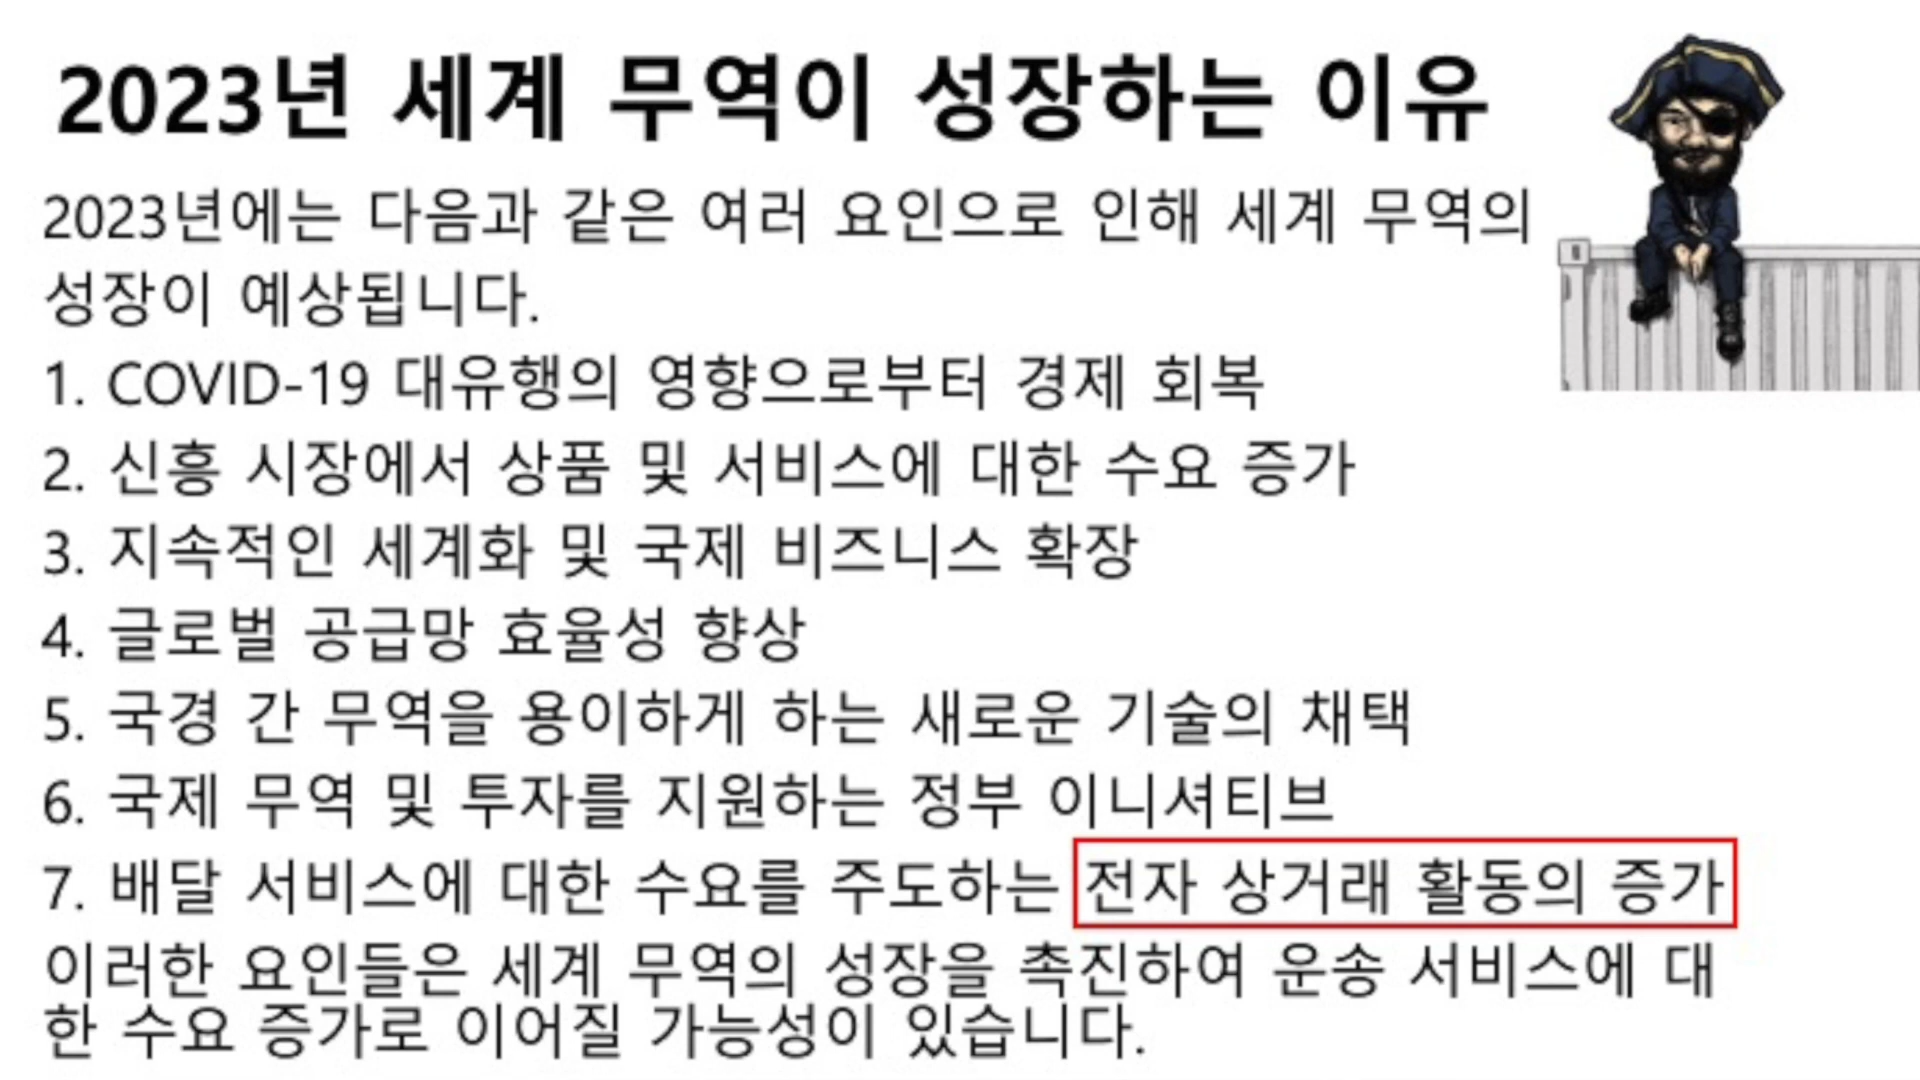 2023년 세계 무역이 성장하는 이유
2023년에는 다음과 같은 여러 요인으로 인해 세계 무역의
성장이 예상됩니다.
1. COVID-19 대유행의 영향으로부터 경제 회복
2. 신흥 시장에서 상품 및 서비스에 대한 수요 증가
3. 지속적인 세계화 및 국제 비즈니스 확장
4. 글로벌 공급망 효율성 향상
5. 국경 간 무역을 용이하게 하는 새로운 기술의 채택
6. 국제 무역 및 투자를 지원하는 정부 이니셔티브
7. 배달 서비스에 대한 수요를 주도하는 전자 상거래 활동의 증가
이러한 요인들은 세계 무역의 성장을 촉진하여 운송 서비스에 대
한 수요 증가로 이어질 가능성이 있습니다.